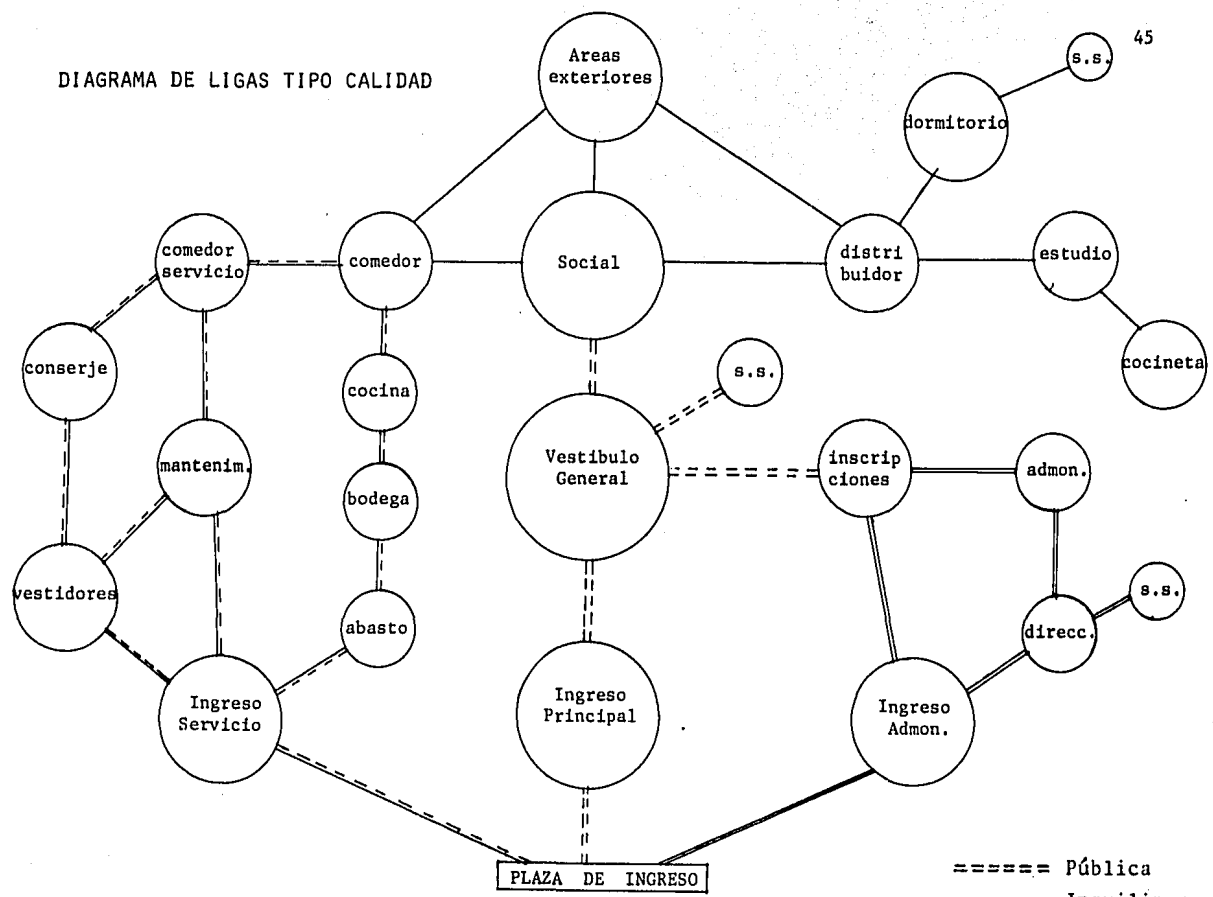 45
DIAGRAMA DE LIGAS TIPO CALIDAD
Areas
exteriores
s.s.
dormitorio
comedor
servicio
comedor
Social
distri
buidor
estudio
conserje
cocina
s.s.
cocineta
mantenim.
bodega
Vestibulo
General
inscrip
ciones
admon.
vestidores
abasto
direcc.
s.s.
Ingreso
Servicio
Ingreso
Principal
Ingreso
Admon.
PLAZA DE INGRESO
====== Pública